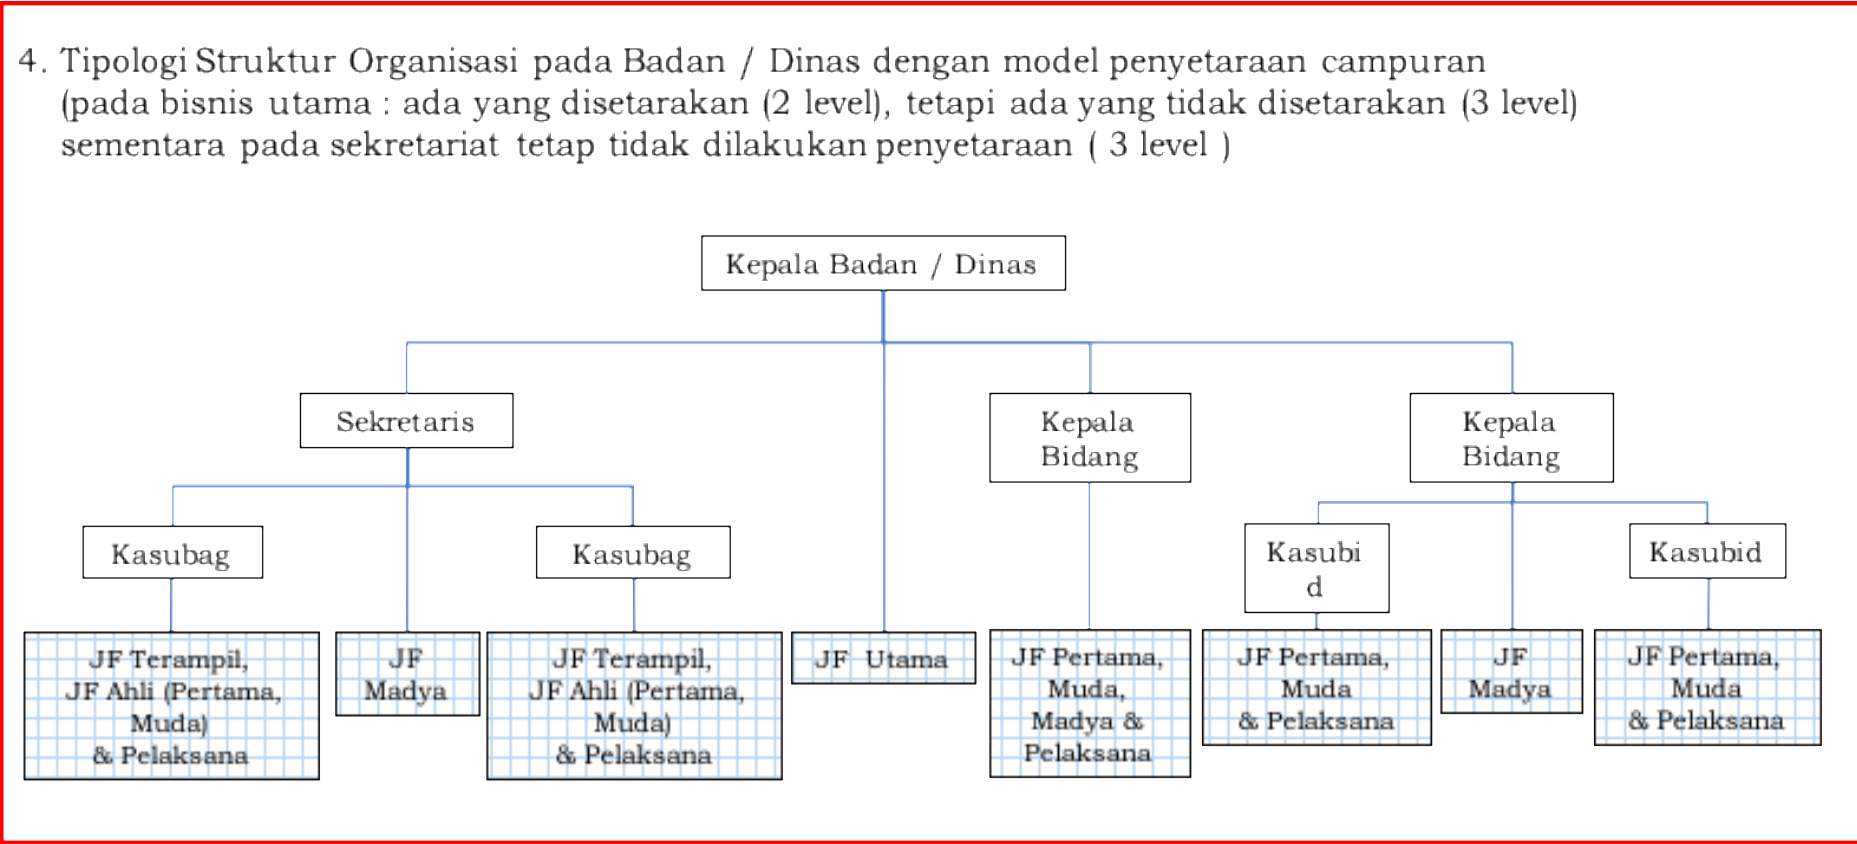 4. Tipologi Struktur Organisasi pada Badan / Dinas dengan model penyetaraan campuran
(pada bisnis utama : ada yang disetarakan (2 level), tetapi ada yang tidak disetarakan (3 level)
sementara pada sekretariat tetap tidak dilakukan penyetaraan ( 3 level )
Kepala Badan / Dinas
Sekretaris
Kepala
Bidang
Kepala
Bidang
Kasubag
Kasubag
Kasubi
d
Kasubid
JF Terampil,
JF Ahli (Pertama,
Muda)
& Pelaksana
JF
Madya
JF Terampil,
JF Ahli (Pertama,
Muda)
& Pelaksana
JF Utama
JF Pertama,
Muda,
Madya &
Pelaksana
JF Pertama,
Muda
& Pelaksana
JF
Madya
JF Pertama,
Muda
& Pelaksana